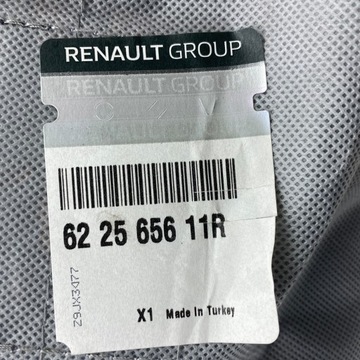 RENAULT GROUP
62 25 656 11R
Z9JX3477
X1 Made In Turkey